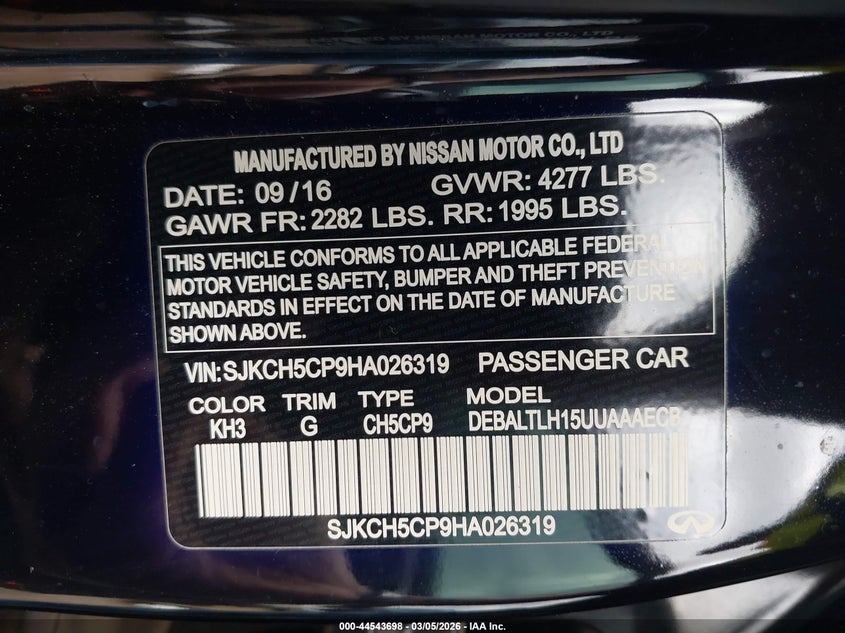 MANUFACTURED BY NISSAN MOTOR CO., LTD
DATE: 09/16 GVWR: 4277 LBS.
GAWR FR: 2282 LBS. RR: 1995 LBS.
THIS VEHICLE CONFORMS TO ALL APPLICABLE FEDERAL
MOTOR VEHICLE SAFETY, BUMPER AND THEFT PREVENTION
STANDARDS IN EFFECT ON THE DATE OF MANUFACTURE
SHOWN ABOVE.
VIN:SJKCH5CP9HA026319 PASSENGER CAR
COLOR TRIM TYPE MODEL
KH3 G CH5CP9 DEBALTLH15UUAAAECB
SJKCH5CP9HA026319
000-44543698 - 03/05/2026 - IAA Inc.